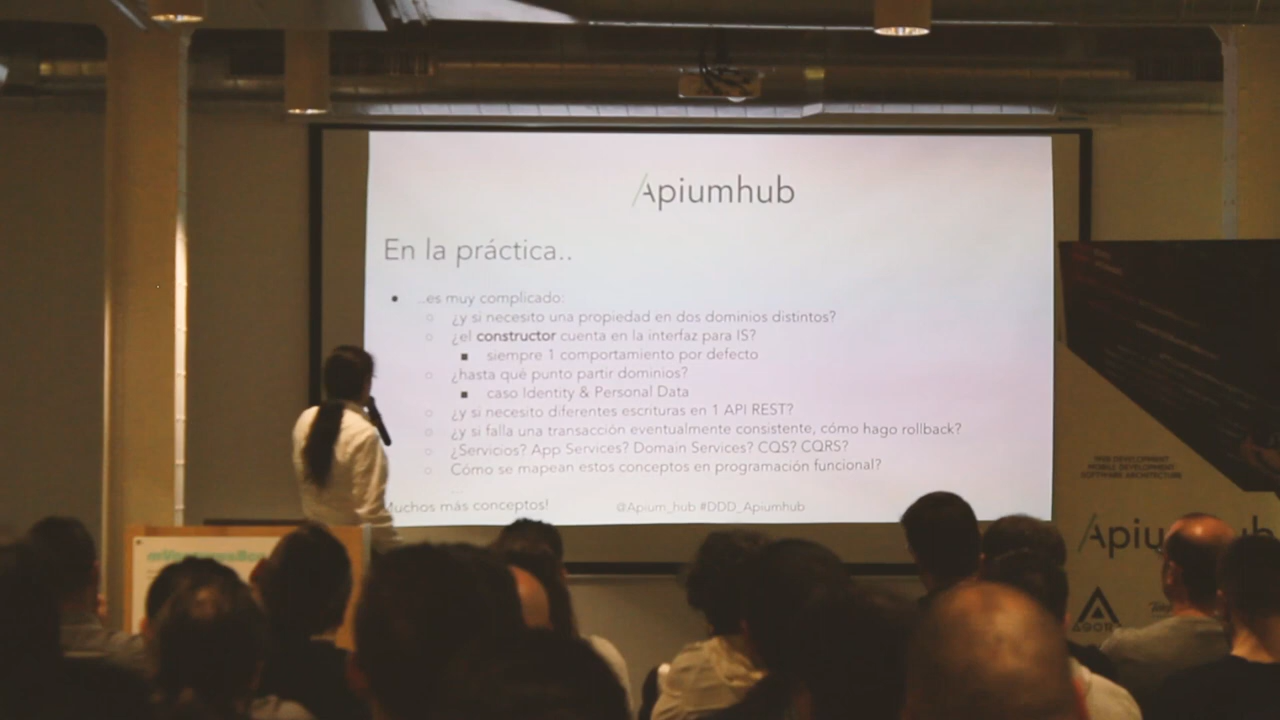 Apiumhub
En la práctica..
..es muy complicado:
¿y si necesito una propiedad en dos dominios distintos?
¿el constructor cuenta en la interfaz para IS?
siempre 1 comportamiento por defecto
¿hasta qué punto partir dominios?
caso Identity & Personal Data
¿y si necesito diferentes escrituras en 1 API REST?
¿y si falla una transacción eventualmente consistente, cómo hago rollback?
¿Servicios? App Services? Domain Services? CQS? CQRS?
Cómo se mapean estos conceptos en programación funcional?
Muchos más conceptos!
@Apium_hub #DDD_Apiumhub
WEB DEVELOPMENT
MOBILE DEVELOPMENT
SOFTWARE ARCHITECTURE